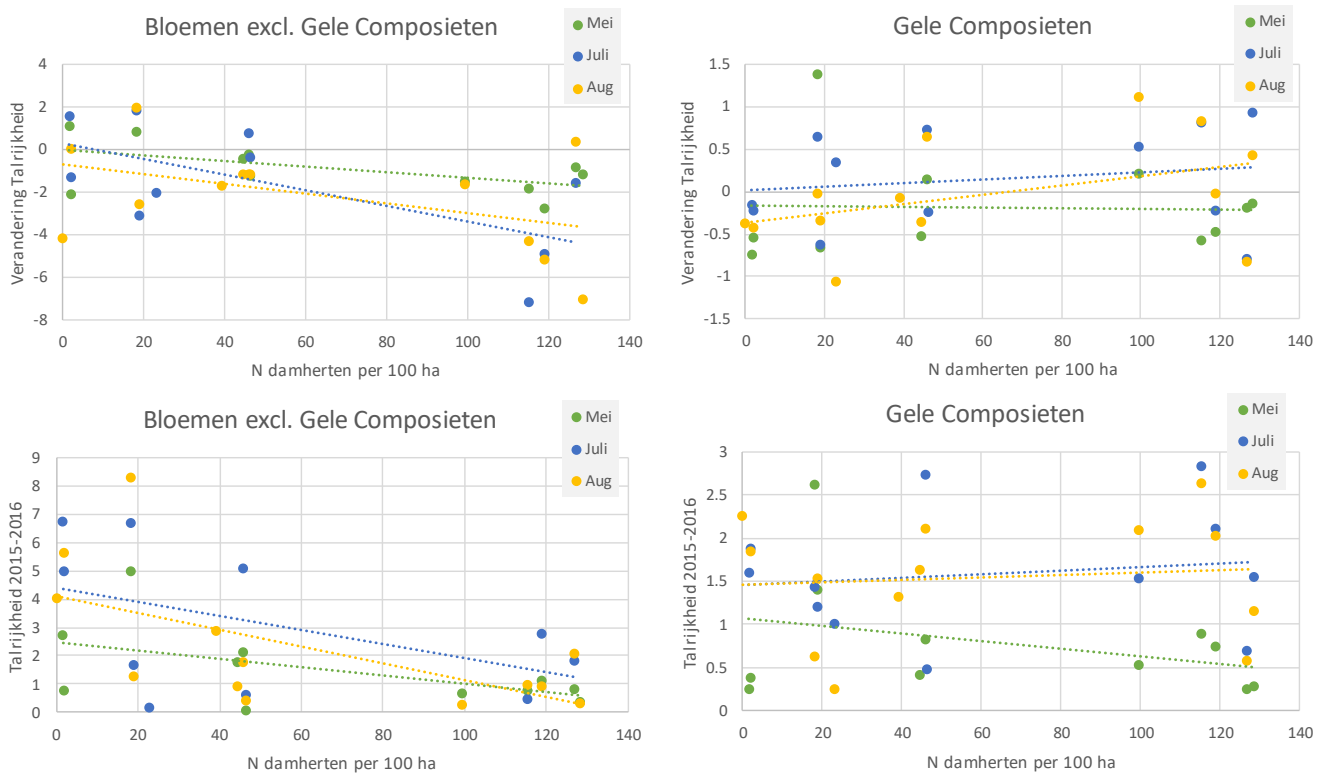 Bloemen excl. Gele Composieten
Mei
Juli
Aug
Verandering Talrijkheid
4
2
0
-2
-4
-6
-8
0 20 40 60 80 100 120 140
N damherten per 100 ha
Gele Composieten
Mei
Juli
Aug
Verandering Talrijkheid
1.5
1
0.5
0
-0.5
-1
-1.5
0 20 40 60 80 100 120 140
N damherten per 100 ha
Bloemen excl. Gele Composieten
Mei
Juli
Aug
Talrijkheid 2015-2016
9
8
7
6
5
4
3
2
1
0
0 20 40 60 80 100 120 140
N damherten per 100 ha
Gele Composieten
Mei
Juli
Aug
Talrijkheid 2015-2016
3
2.5
2
1.5
1
0.5
0
0 20 40 60 80 100 120 140
N damherten per 100 ha